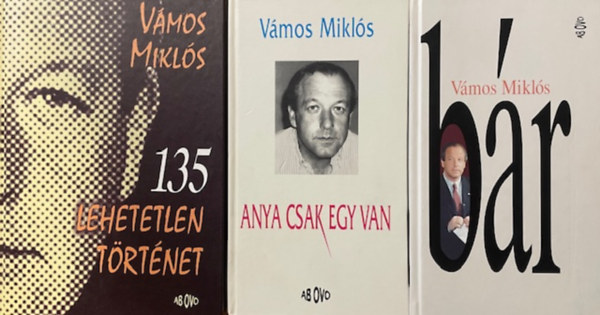 VÁMOS
MIKLÓS
135
LEHETETLEN
TÖRTÉNET
AB OVO
Vámos Miklós
ANYA CSAK EGY VAN
AB OVO
AB OVO
Vámos Miklós
bár